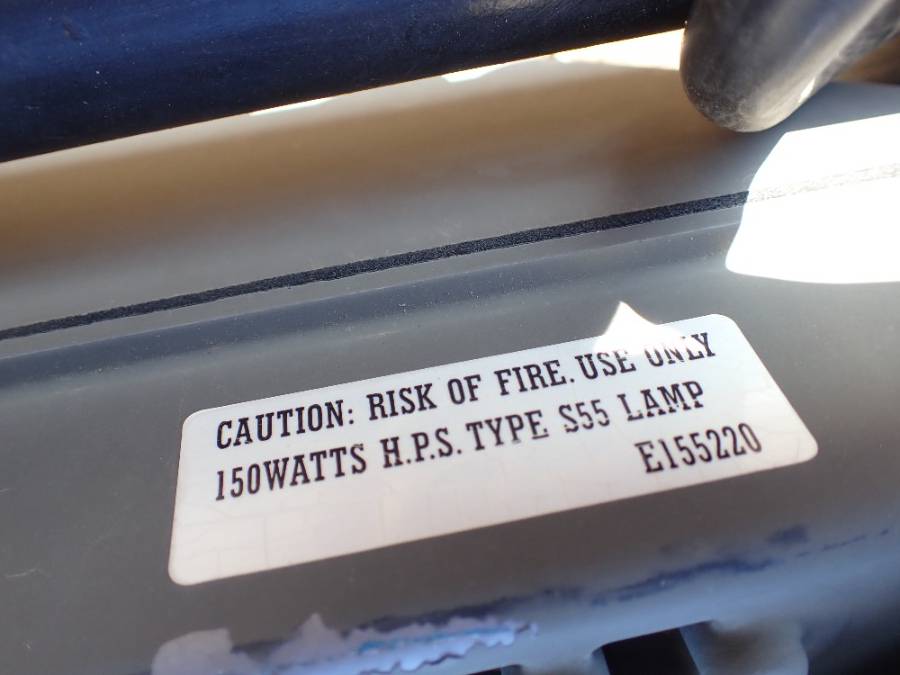 CAUTION: RISK OF FIRE. USE ONLY
150WATTS H.P.S. TYPE S55 LAMP
E155220